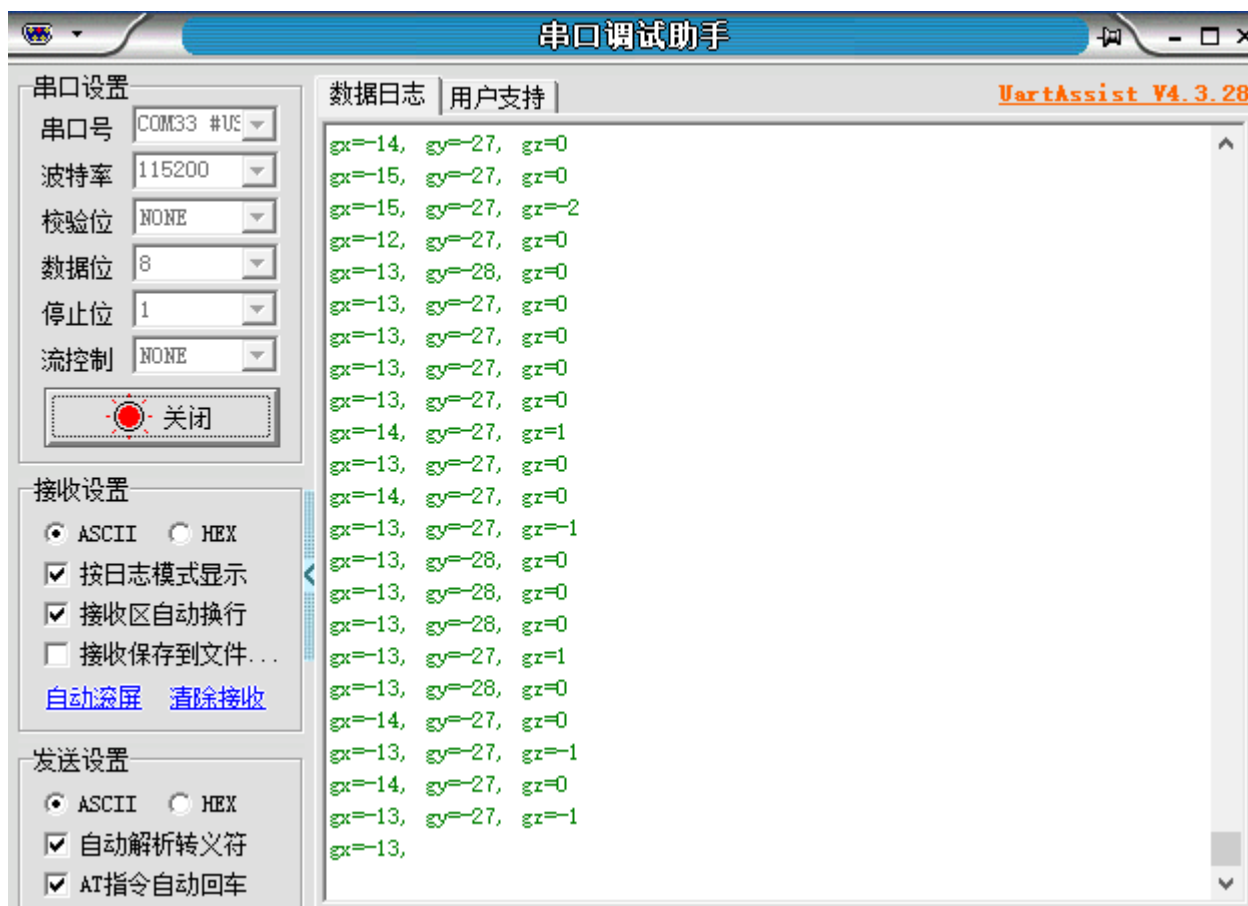 串口调试助手
串口设置
串口号 COM33 #US
波特率 115200
校验位 NONE
数据位 8
停止位 1
流控制 NONE
关闭
接收设置
ASCII HEX
按日志模式显示
接收区自动换行
接收保存到文件...
自动滚屏 清除接收
发送设置
ASCII HEX
自动解析转义符
AT指令自动回车
数据日志 用户支持 UartAssist V4.3.28
gx=-14, gy=-27, gz=0
gx=-15, gy=-27, gz=0
gx=-15, gy=-27, gz=-2
gx=-12, gy=-27, gz=0
gx=-13, gy=-28, gz=0
gx=-13, gy=-27, gz=0
gx=-13, gy=-27, gz=0
gx=-13, gy=-27, gz=0
gx=-13, gy=-27, gz=0
gx=-14, gy=-27, gz=1
gx=-13, gy=-27, gz=0
gx=-14, gy=-27, gz=0
gx=-13, gy=-27, gz=-1
gx=-13, gy=-28, gz=0
gx=-13, gy=-28, gz=0
gx=-13, gy=-28, gz=0
gx=-13, gy=-27, gz=1
gx=-13, gy=-28, gz=0
gx=-14, gy=-27, gz=0
gx=-13, gy=-27, gz=-1
gx=-14, gy=-27, gz=0
gx=-13, gy=-27, gz=-1
gx=-13,